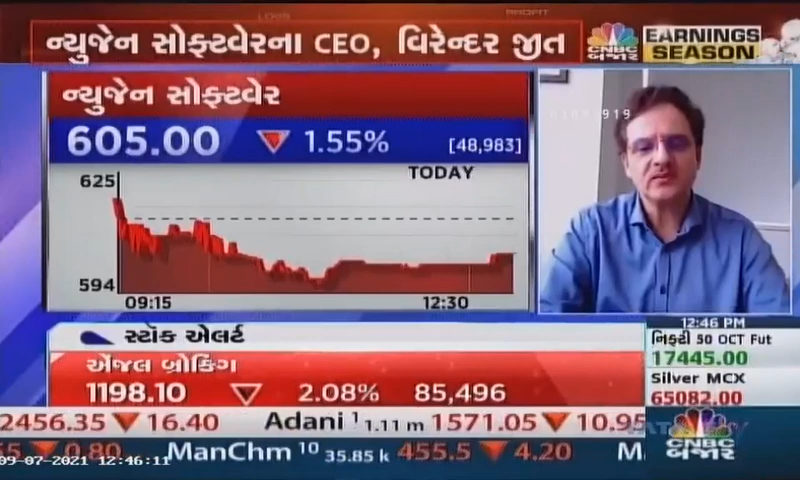 ન્યુજેન સોફ્ટવેરના CEO, વિરેન્દર જીત
CNBC બજાર
EARNINGS SEASON
ન્યુજેન સોફ્ટવેર
605.00 ▼ 1.55% [48,983]
TODAY
625
594
09:15 12:30
સ્ટૉક એલર્ટ
એંજલ બ્રોકિંગ
1198.10 ▼ 2.08% 85,496
12:46 PM
નિફ્ટી 50 OCT Fut
17445.00
Silver MCX
65082.00
2456.35 ▼ 16.40 Adani 1 1.11 m 1571.05 ▼ 10.95
▼ 0.80 ManChm 10 35.85 k 455.5 ▼ 4.20
CNBC બજાર
09-07-2021 12:46:11